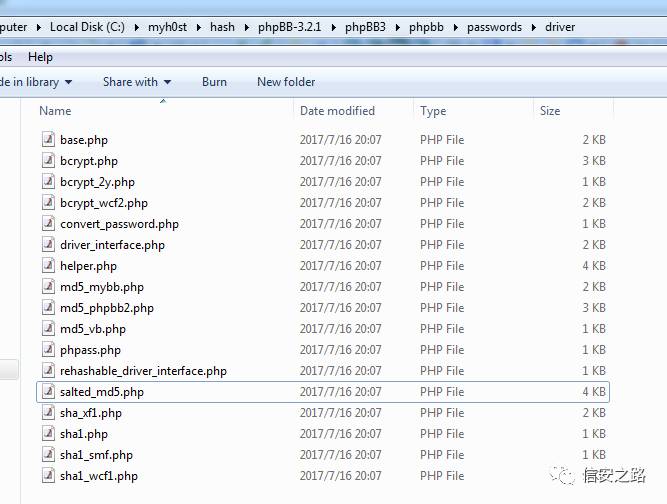 puter ▸ Local Disk (C:) ▸ myh0st ▸ hash ▸ phpBB-3.2.1 ▸ phpBB3 ▸ phpbb ▸ passwords ▸ driver
ols Help
de in library Share with Burn New folder
Name Date modified Type Size
base.php 2017/7/16 20:07 PHP File 2 KB
bcrypt.php 2017/7/16 20:07 PHP File 3 KB
bcrypt_2y.php 2017/7/16 20:07 PHP File 1 KB
bcrypt_wcf2.php 2017/7/16 20:07 PHP File 2 KB
convert_password.php 2017/7/16 20:07 PHP File 1 KB
driver_interface.php 2017/7/16 20:07 PHP File 2 KB
helper.php 2017/7/16 20:07 PHP File 4 KB
md5_mybb.php 2017/7/16 20:07 PHP File 2 KB
md5_phpbb2.php 2017/7/16 20:07 PHP File 3 KB
md5_vb.php 2017/7/16 20:07 PHP File 1 KB
phpass.php 2017/7/16 20:07 PHP File 1 KB
rehashable_driver_interface.php 2017/7/16 20:07 PHP File 1 KB
salted_md5.php 2017/7/16 20:07 PHP File 4 KB
sha_xf1.php 2017/7/16 20:07 PHP File 2 KB
sha1.php 2017/7/16 20:07 PHP File 1 KB
sha1_smf.php 2017/7/16 20:07 PHP File 1 KB
sha1_wcf1.php 2017/7/16 20:07 PHP File 1 KB
信安之路